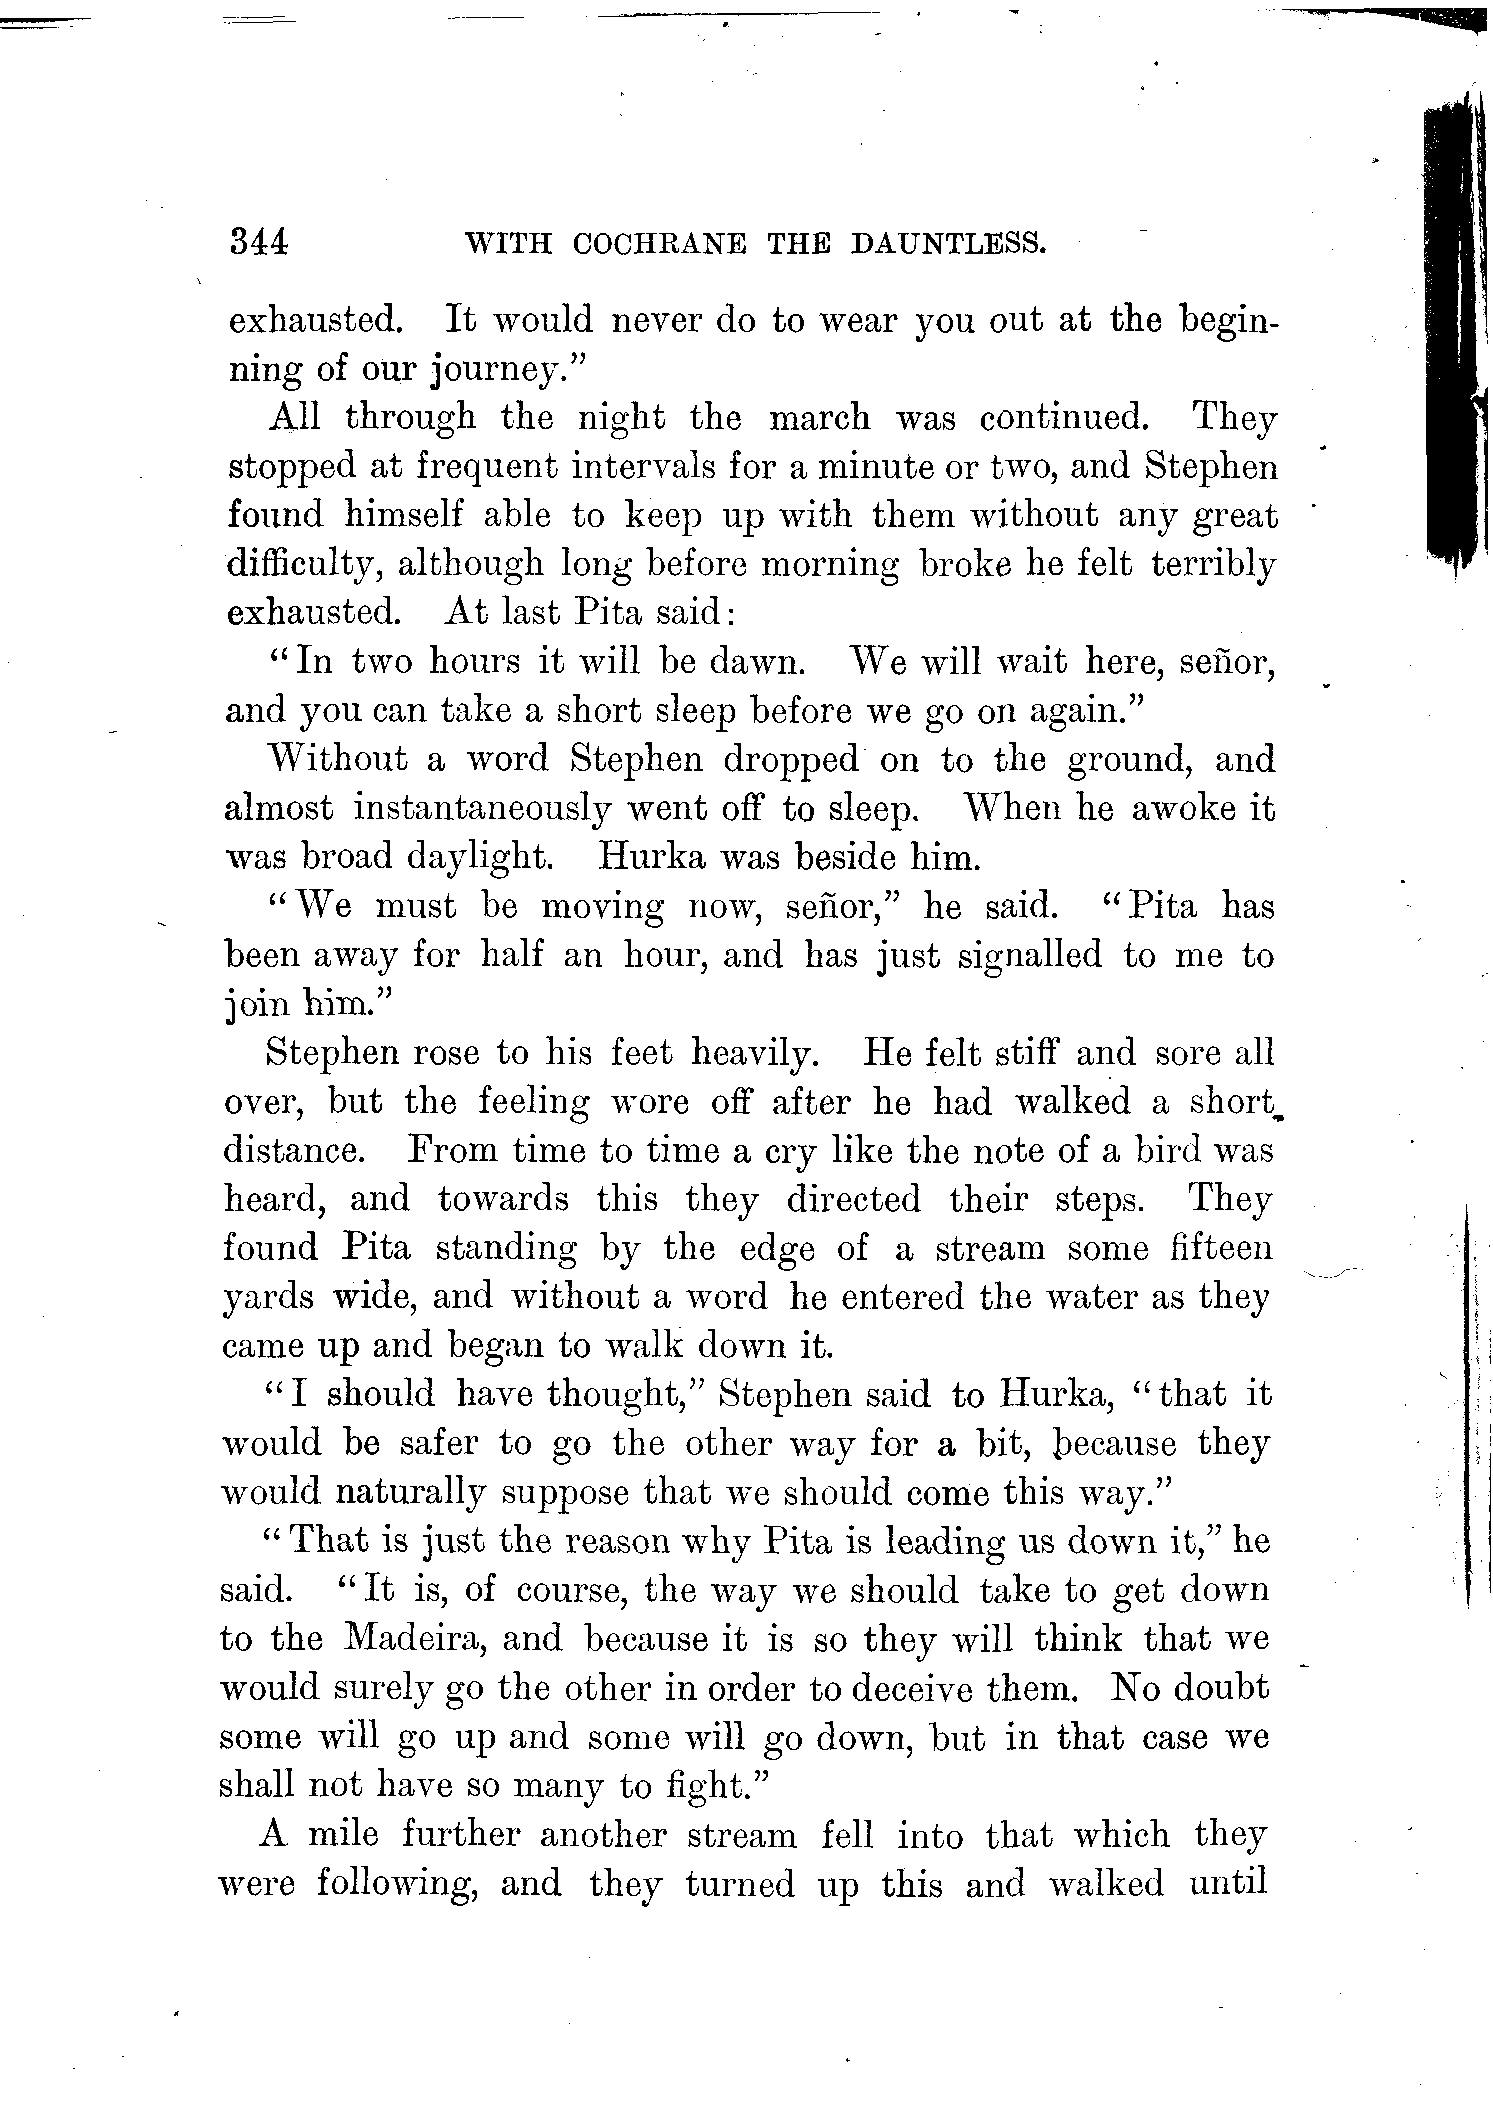 344 WITH COCHRANE THE DAUNTLESS.
exhausted. It would never do to wear you out at the begin-
ning of our journey.”
All through the night the march was continued. They
stopped at frequent intervals for a minute or two, and Stephen
found himself able to keep up with them without any great
difficulty, although long before morning broke he felt terribly
exhausted. At last Pita said:
“In two hours it will be dawn. We will wait here, señor,
and you can take a short sleep before we go on again.”
Without a word Stephen dropped on to the ground, and
almost instantaneously went off to sleep. When he awoke it
was broad daylight. Hurka was beside him.
“We must be moving now, señor,” he said. “Pita has
been away for half an hour, and has just signalled to me to
join him.”
Stephen rose to his feet heavily. He felt stiff and sore all
over, but the feeling wore off after he had walked a short
distance. From time to time a cry like the note of a bird was
heard, and towards this they directed their steps. They
found Pita standing by the edge of a stream some fifteen
yards wide, and without a word he entered the water as they
came up and began to walk down it.
“I should have thought,” Stephen said to Hurka, “that it
would be safer to go the other way for a bit, because they
would naturally suppose that we should come this way.”
“That is just the reason why Pita is leading us down it,” he
said. “It is, of course, the way we should take to get down
to the Madeira, and because it is so they will think that we
would surely go the other in order to deceive them. No doubt
some will go up and some will go down, but in that case we
shall not have so many to fight.”
A mile further another stream fell into that which they
were following, and they turned up this and walked until